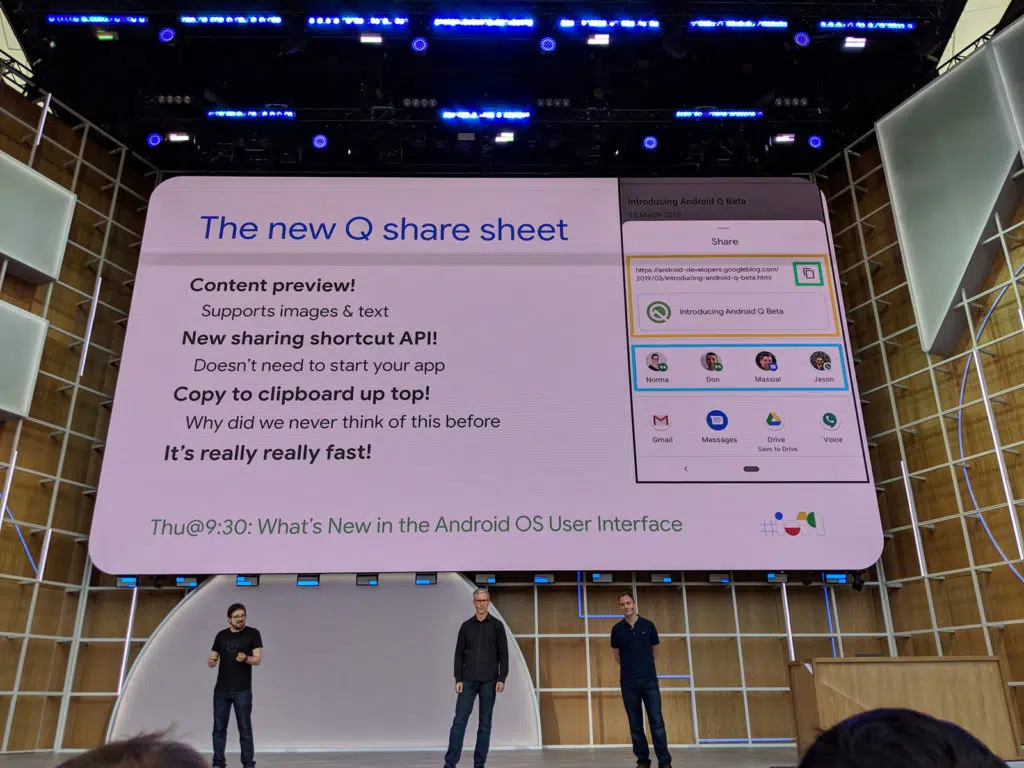 The new Q share sheet
Content preview!
Supports images & text
New sharing shortcut API!
Doesn't need to start your app
Copy to clipboard up top!
Why did we never think of this before
It's really really fast!
Thu@9:30: What's New in the Android OS User Interface
Introducing Android Q Beta
13 March 2019
Share
https://android-developers.googleblog.com/
2019/03/introducing-android-q-beta.html
Introducing Android Q Beta
Norma Don Massial Jason
Gmail Messages Drive Voice
Save to Drive